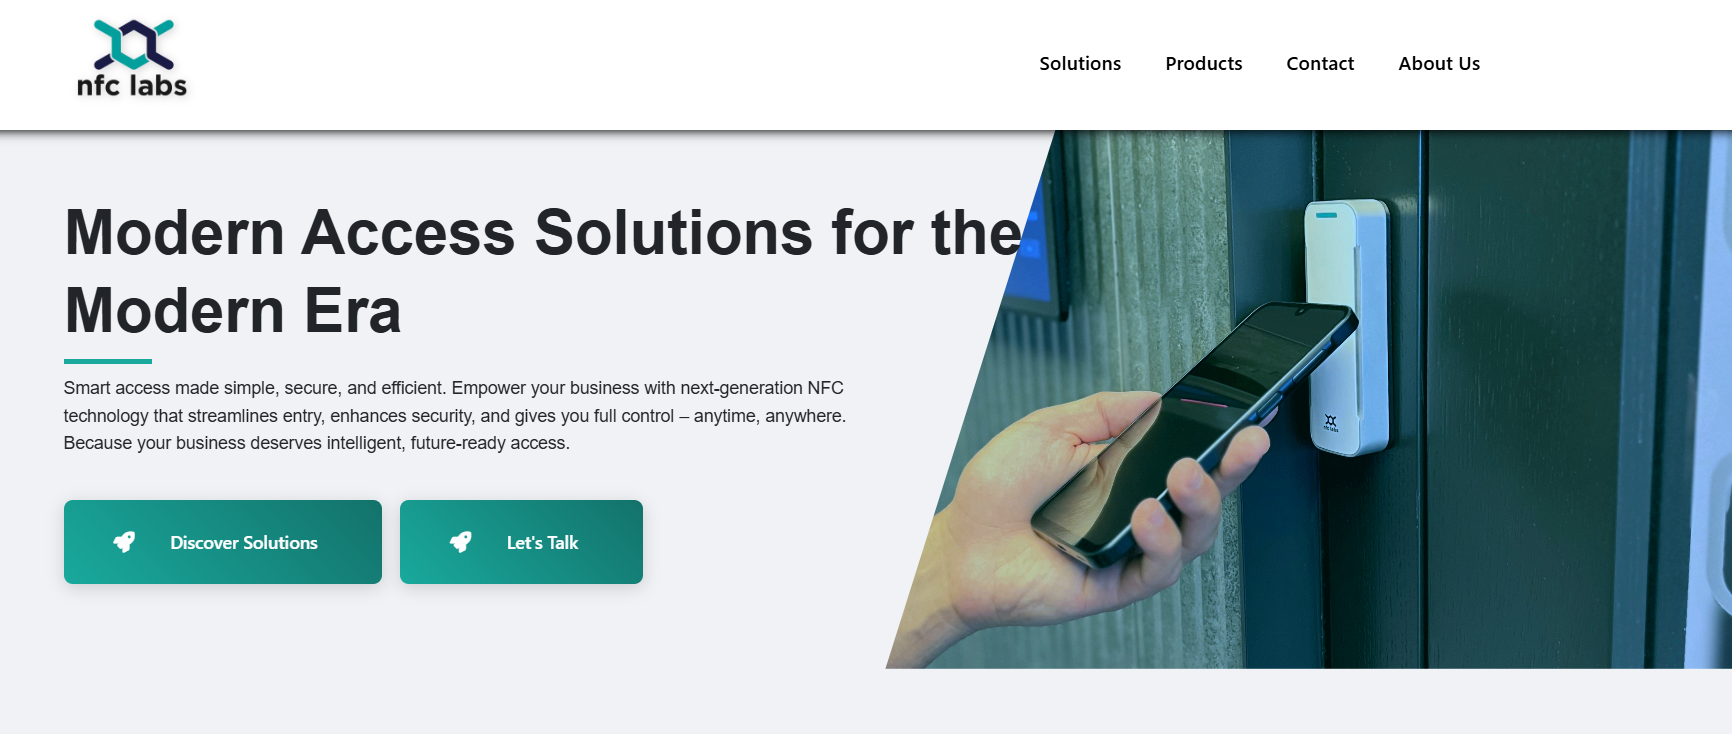 nfc labs
Solutions
Products
Contact
About Us
Modern Access Solutions for the
Modern Era
Smart access made simple, secure, and efficient. Empower your business with next-generation NFC
technology that streamlines entry, enhances security, and gives you full control – anytime, anywhere.
Because your business deserves intelligent, future-ready access.
Discover Solutions
Let's Talk
nfc labs